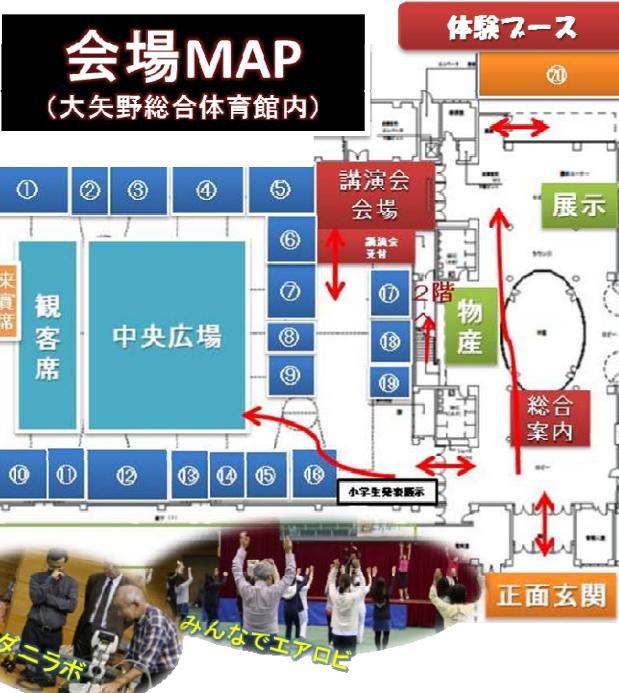 会場MAP
(大矢野総合体育館内)
体験ブース
⑳
①
②
③
④
⑤
講演会
会場
講演会
受付
展示
⑥
⑦
⑧
⑨
⑰
⑱
⑲
2階
へ
物産
来賓席
観客席
中央広場
総合
案内
⑩
⑪
⑫
⑬
⑭
⑮
⑯
小学生発表展示
正面玄関
ダニラボ
みんなでエアロビ